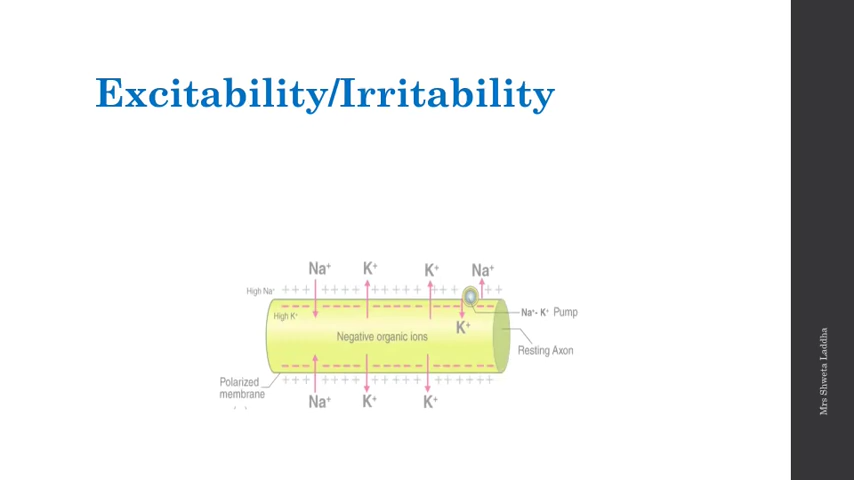 Excitability/Irritability
Na⁺ K⁺ K⁺ Na⁺
High Na⁺
High K⁺
Na⁺- K⁺ Pump
K⁺
Negative organic ions
Resting Axon
Polarized
membrane
Na⁺ K⁺ K⁺
Mrs Shweta Laddha